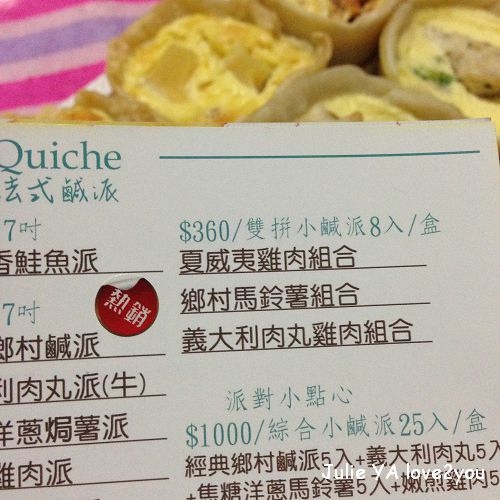 Quiche
法式鹹派
7吋
香鮭魚派
熱銷
7吋
鄉村鹹派
利肉丸派(牛)
洋蔥焗薯派
雞肉派
$360/雙拼小鹹派8入/盒
夏威夷雞肉組合
鄉村馬鈴薯組合
義大利肉丸雞肉組合
派對小點心
$1000/綜合小鹹派25入/盒
經典鄉村鹹派5入+義大利肉丸5入
+焦糖洋蔥馬鈴薯5入+嫩煎雞肉5
Julie YA love2you